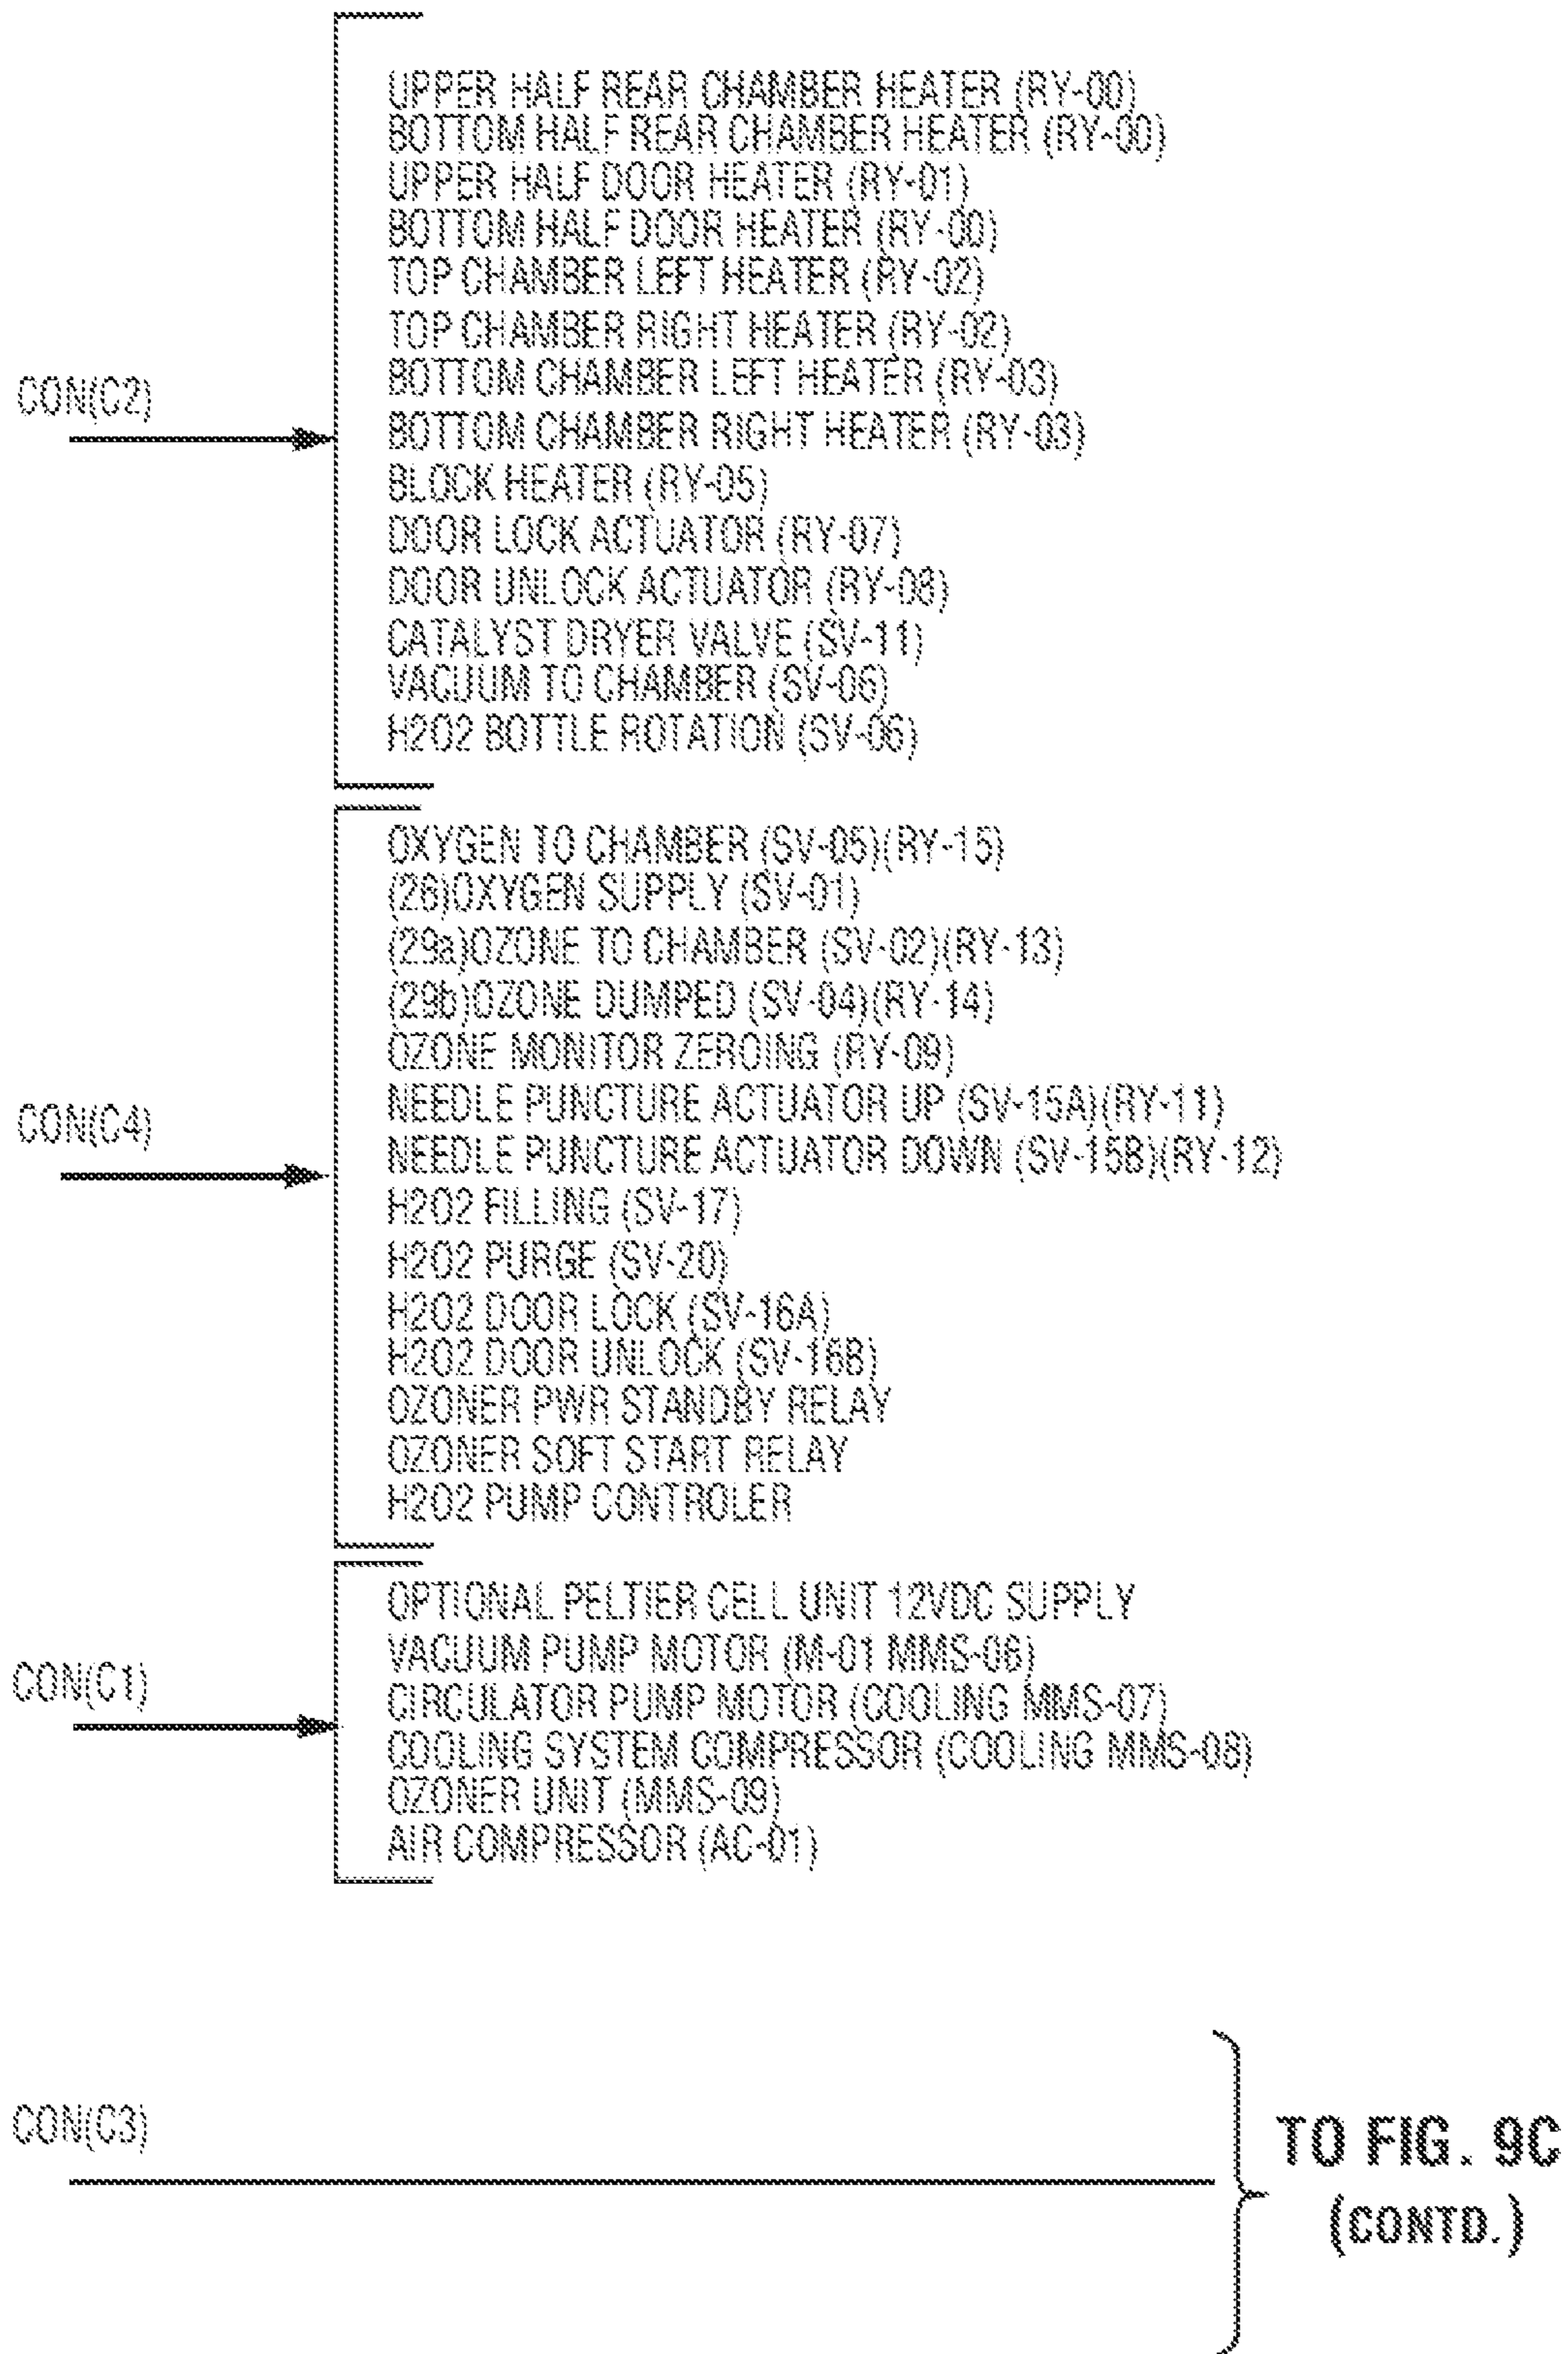 UPPER HALF REAR CHAMBER HEATER (RY-00)
BOTTOM HALF REAR CHAMBER HEATER (RY-00)
UPPER HALF DOOR HEATER (RY-01)
BOTTOM HALF DOOR HEATER (RY-00)
TOP CHAMBER LEFT HEATER (RY-02)
TOP CHAMBER RIGHT HEATER (RY-02)
CON(C2)
BOTTOM CHAMBER LEFT HEATER (RY-03)
BOTTOM CHAMBER RIGHT HEATER (RY-03)
BLOCK HEATER (RY-05)
DOOR LOCK ACTUATOR (RY-07)
DOOR UNLOCK ACTUATOR (RY-08)
CATALYST DRYER VALVE (SV-11)
VACUUM TO CHAMBER (SV-06)
H2O2 BOTTLE ROTATION (SV-06)
OXYGEN TO CHAMBER (SV-05)(RY-15)
(26)OXYGEN SUPPLY (SV-01)
(29a)OZONE TO CHAMBER (SV-02)(RY-13)
(29b)OZONE DUMPED (SV-04)(RY-14)
OZONE MONITOR ZEROING (RY-09)
NEEDLE PUNCTURE ACTUATOR UP (SV-15A)(RY-11)
CON(C4)
NEEDLE PUNCTURE ACTUATOR DOWN (SV-15B)(RY-12)
H2O2 FILLING (SV-17)
H2O2 PURGE (SV-20)
H2O2 DOOR LOCK (SV-16A)
H2O2 DOOR UNLOCK (SV-16B)
OZONER PWR STANDBY RELAY
OZONER SOFT START RELAY
H2O2 PUMP CONTROLER
OPTIONAL PELTIER CELL UNIT 12VDC SUPPLY
VACUUM PUMP MOTOR (M-01 MMS-06)
CON(C1)
CIRCULATOR PUMP MOTOR (COOLING MMS-07)
COOLING SYSTEM COMPRESSOR (COOLING MMS-08)
OZONER UNIT (MMS-09)
AIR COMPRESSOR (AC-01)
CON(C3)
TO FIG. 9C
(CONTD.)